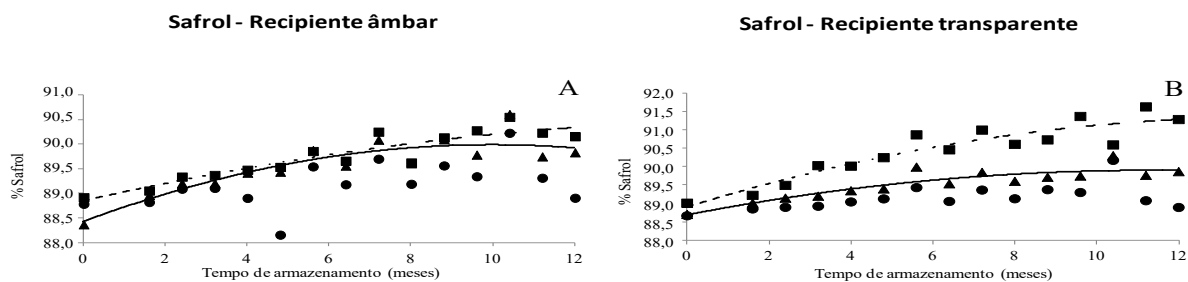 Safrol - Recipiente âmbar
A
% Safrol
91,0
90,5
90,0
89,5
89,0
88,5
88,0
0 2 4 6 8 10 12
Tempo de armazenamento (meses)
Safrol - Recipiente transparente
B
% Safrol
92,0
91,5
91,0
90,5
90,0
89,5
89,0
88,5
88,0
0 2 4 6 8 10 12
Tempo de armazenamento (meses)